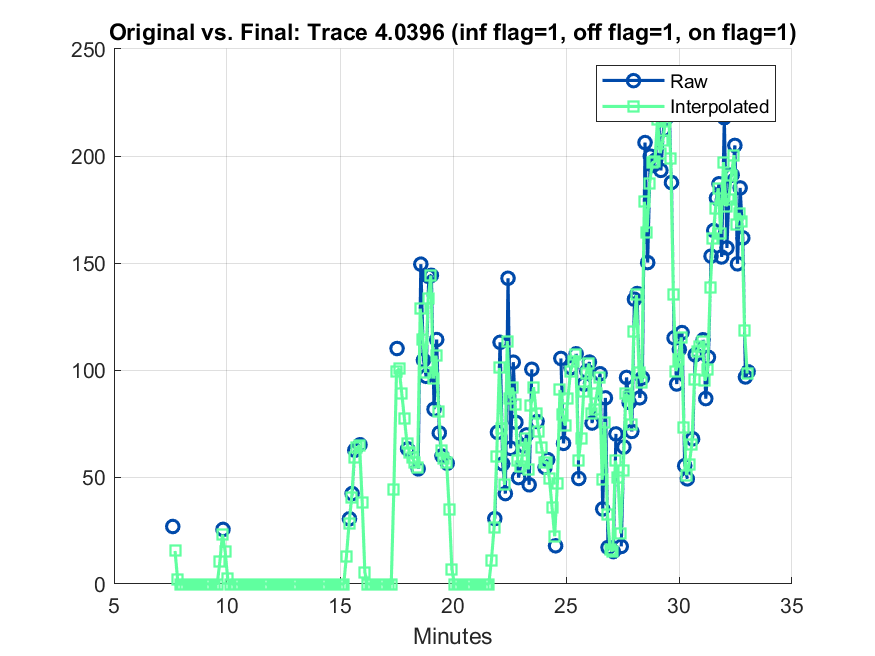 Original vs. Final: Trace 4.0396 (inf flag=1, off flag=1, on flag=1)
250
200
150
100
50
0
Raw
Interpolated
5 10 15 20 25 30 35
Minutes